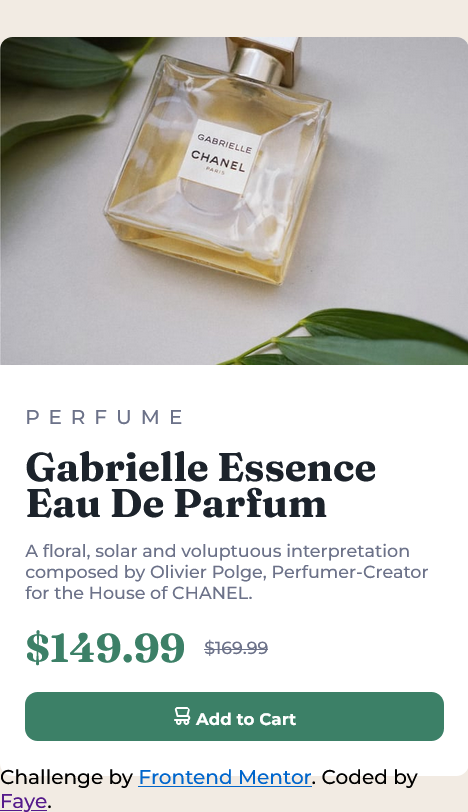 GABRIELLE
CHANEL
PARIS
PERFUME
Gabrielle Essence
Eau De Parfum
A floral, solar and voluptuous interpretation
composed by Olivier Polge, Perfumer-Creator
for the House of CHANEL.
$149.99 $169.99
Add to Cart
Challenge by Frontend Mentor. Coded by
Faye.